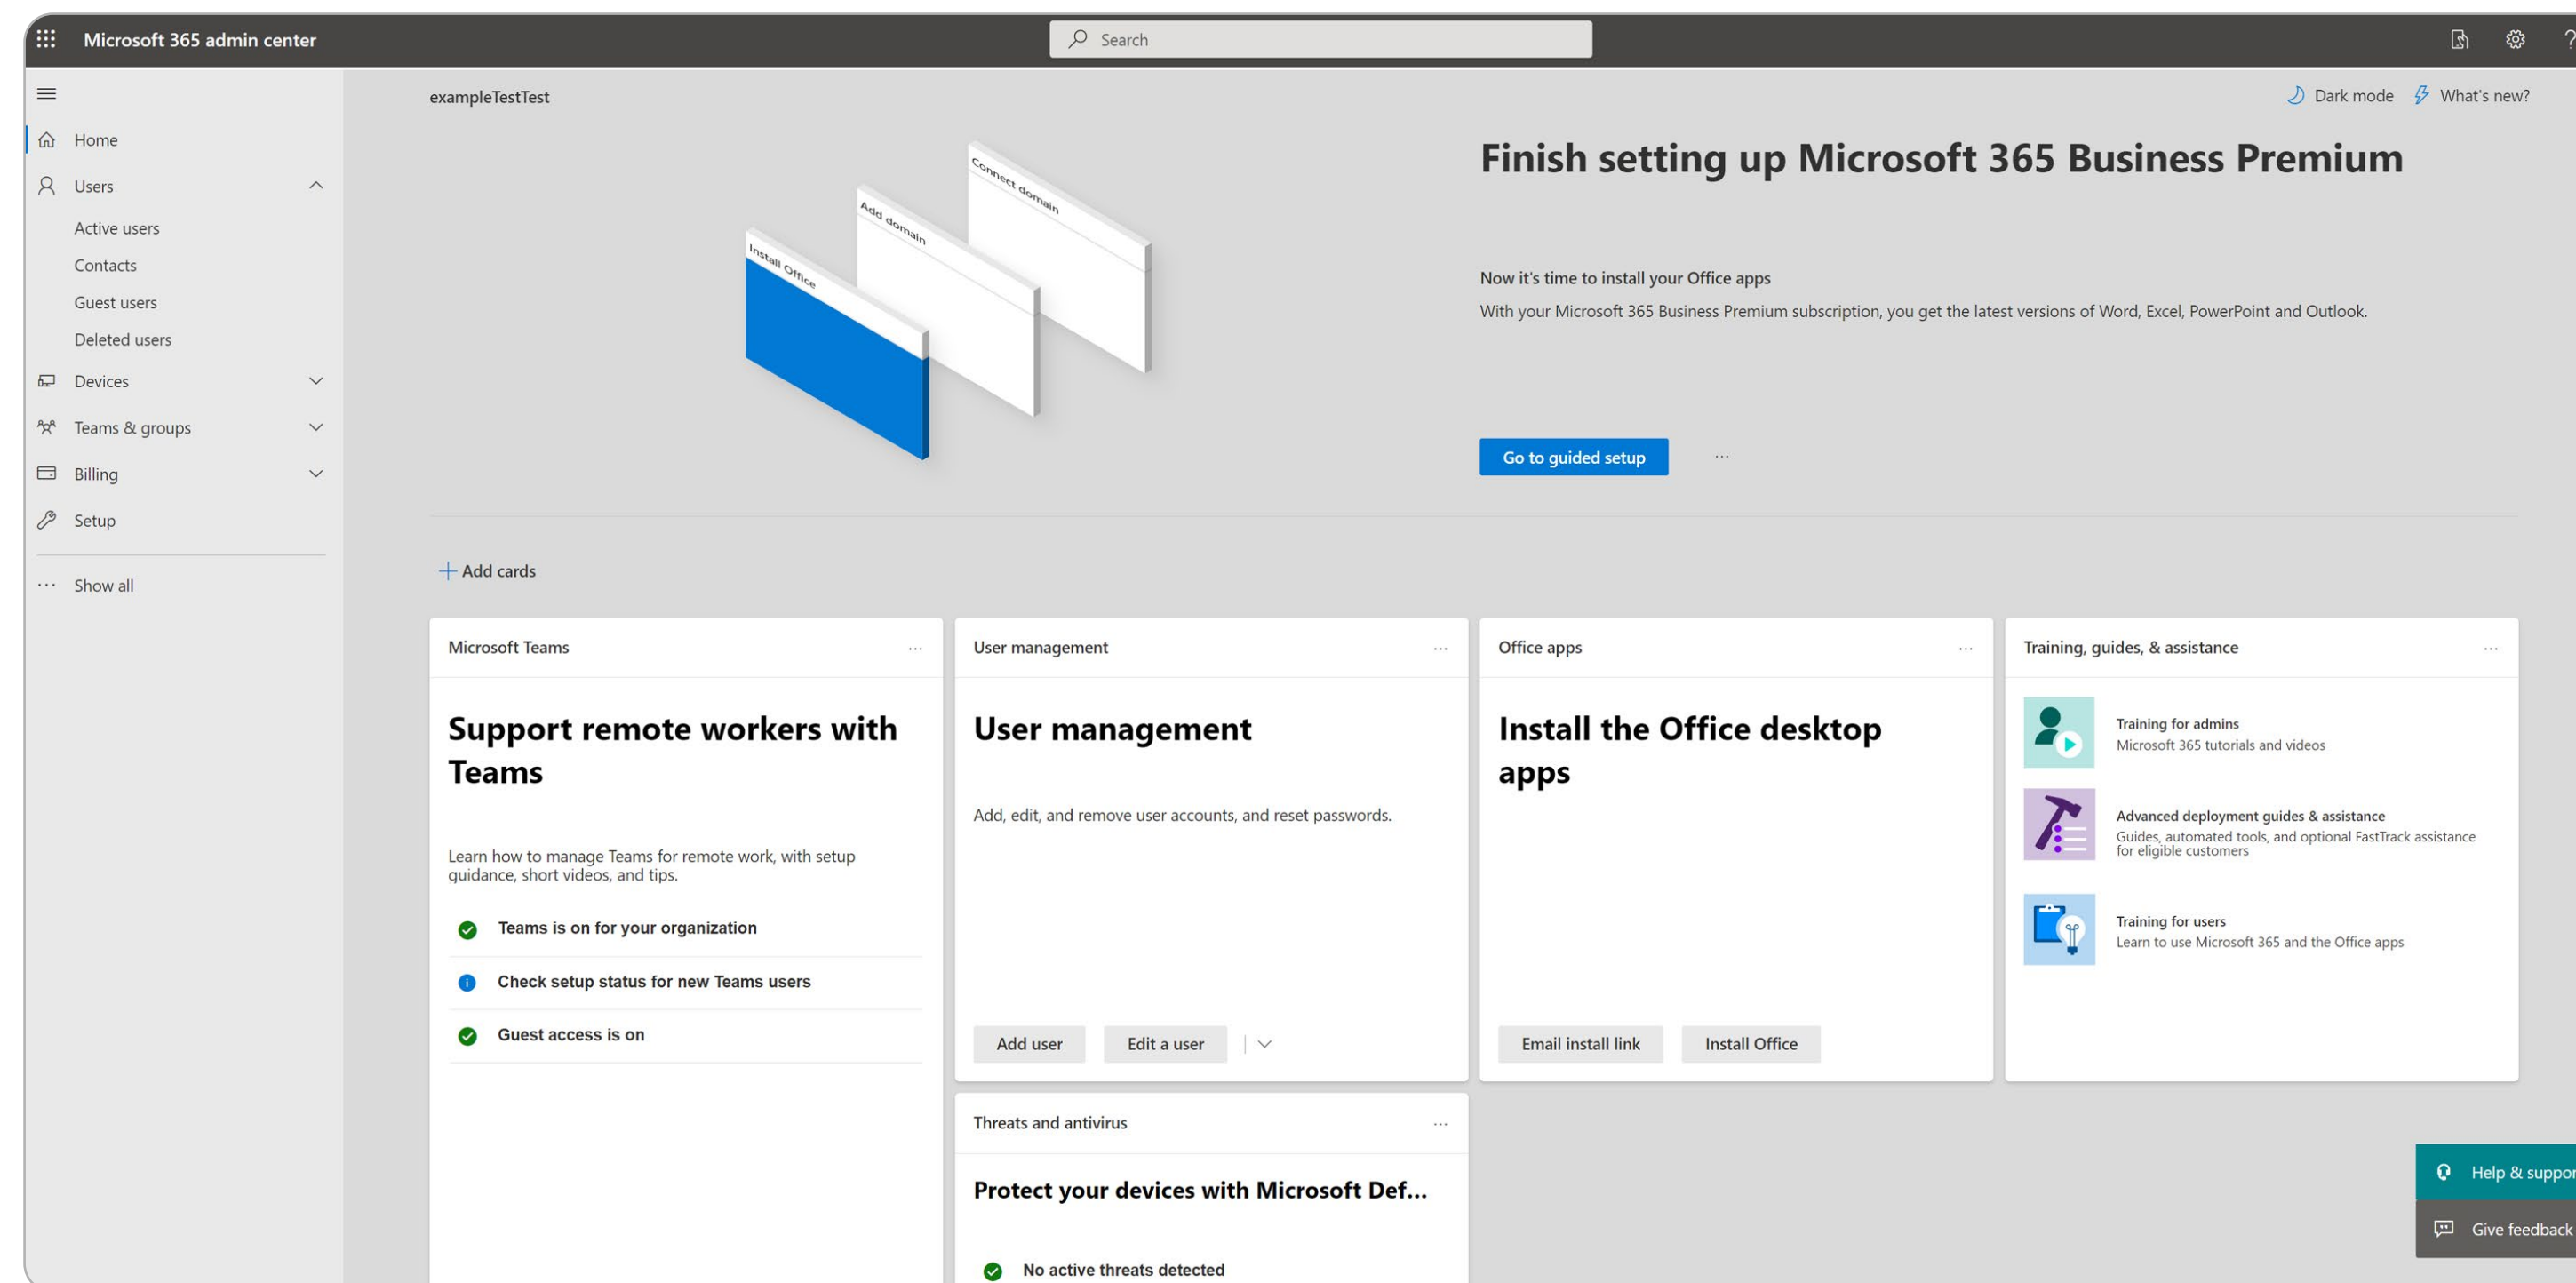 Microsoft 365 admin center
Search
?
exampleTestTest
Dark mode
What's new?
Home
Users
Active users
Contacts
Guest users
Deleted users
Devices
Teams & groups
Billing
Setup
Show all
Connect domain
Add domain
Install Office
Finish setting up Microsoft 365 Business Premium
Now it's time to install your Office apps
With your Microsoft 365 Business Premium subscription, you get the latest versions of Word, Excel, PowerPoint and Outlook.
Go to guided setup
Add cards
Microsoft Teams
Support remote workers with
Teams
Learn how to manage Teams for remote work, with setup
guidance, short videos, and tips.
Teams is on for your organization
Check setup status for new Teams users
Guest access is on
User management
User management
Add, edit, and remove user accounts, and reset passwords.
Add user
Edit a user
Threats and antivirus
Protect your devices with Microsoft Def...
No active threats detected
Office apps
Install the Office desktop
apps
Email install link
Install Office
Training, guides, & assistance
Training for admins
Microsoft 365 tutorials and videos
Advanced deployment guides & assistance
Guides, automated tools, and optional FastTrack assistance
for eligible customers
Training for users
Learn to use Microsoft 365 and the Office apps
Help & suppor
Give feedback